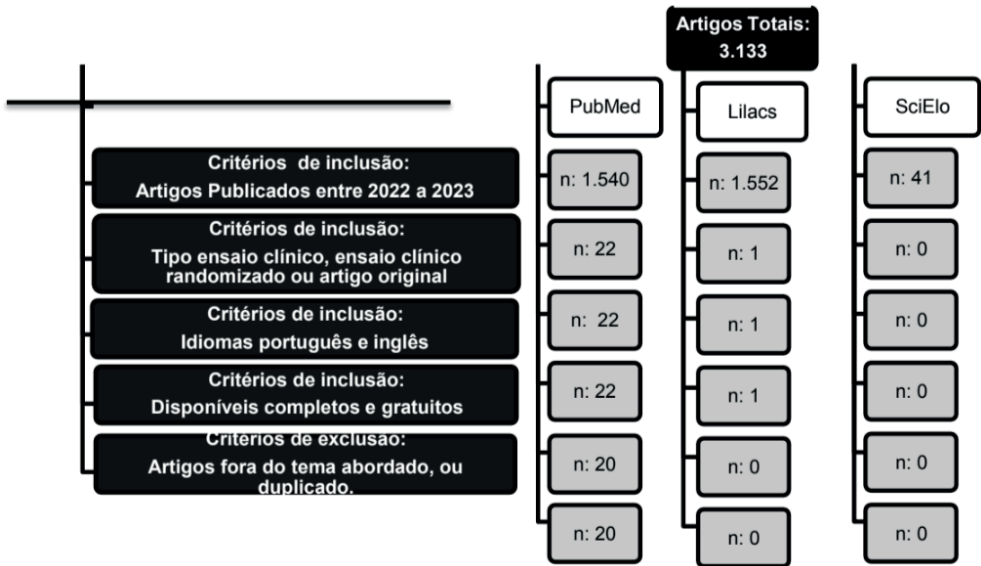 Artigos Totais:
3.133
PubMed
Lilacs
SciElo
Critérios de inclusão:
Artigos Publicados entre 2022 a 2023
n: 1.540
n: 1.552
n: 41
Critérios de inclusão:
Tipo ensaio clínico, ensaio clínico
randomizado ou artigo original
n: 22
n: 1
n: 0
Critérios de inclusão:
Idiomas português e inglês
n: 22
n: 1
n: 0
Critérios de inclusão:
Disponíveis completos e gratuitos
n: 22
n: 1
n: 0
Critérios de exclusão:
Artigos fora do tema abordado, ou
duplicado.
n: 20
n: 0
n: 0
n: 20
n: 0
n: 0